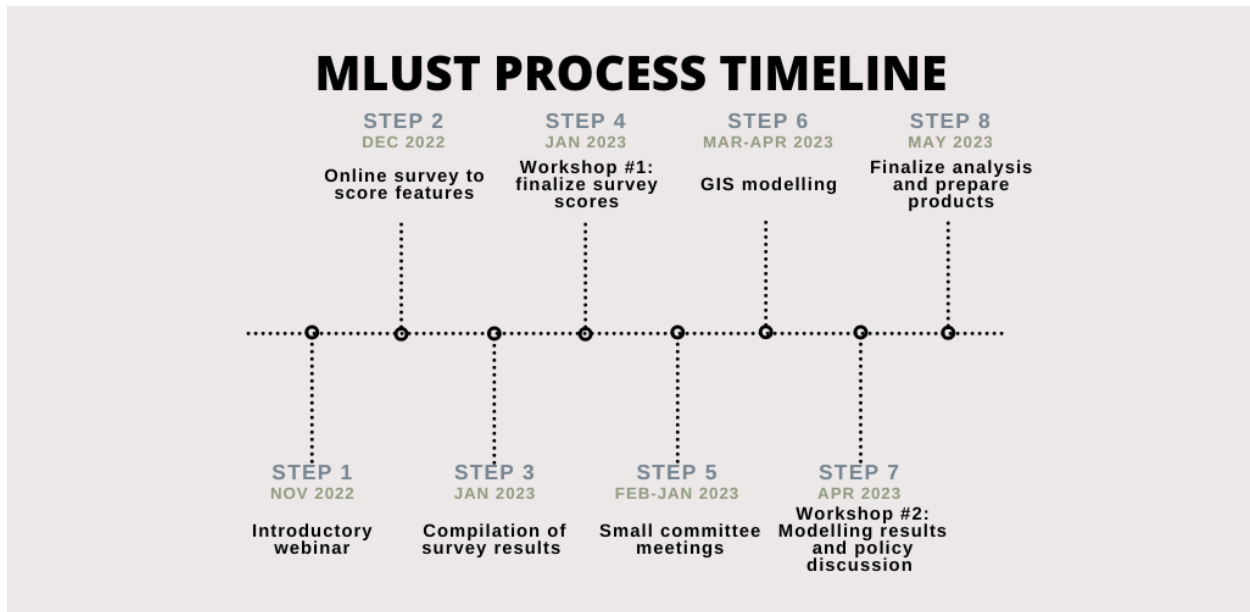 MLUST PROCESS TIMELINE
STEP 2
DEC 2022
Online survey to
score features
STEP 4
JAN 2023
Workshop #1:
finalize survey
scores
STEP 6
MAR-APR 2023
GIS modelling
STEP 8
MAY 2023
Finalize analysis
and prepare
products
STEP 1
NOV 2022
Introductory
webinar
STEP 3
JAN 2023
Compilation of
survey results
STEP 5
FEB-JAN 2023
Small committee
meetings
STEP 7
APR 2023
Workshop #2:
Modelling results
and policy
discussion